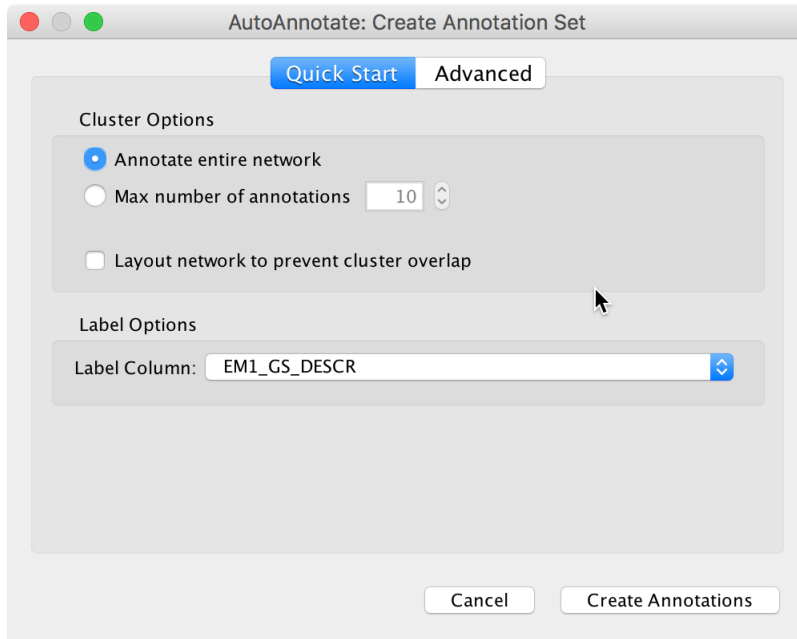 AutoAnnotate: Create Annotation Set
Quick Start Advanced
Cluster Options
Annotate entire network
Max number of annotations 10
Layout network to prevent cluster overlap
Label Options
Label Column: EM1_GS_DESCR
Cancel Create Annotations